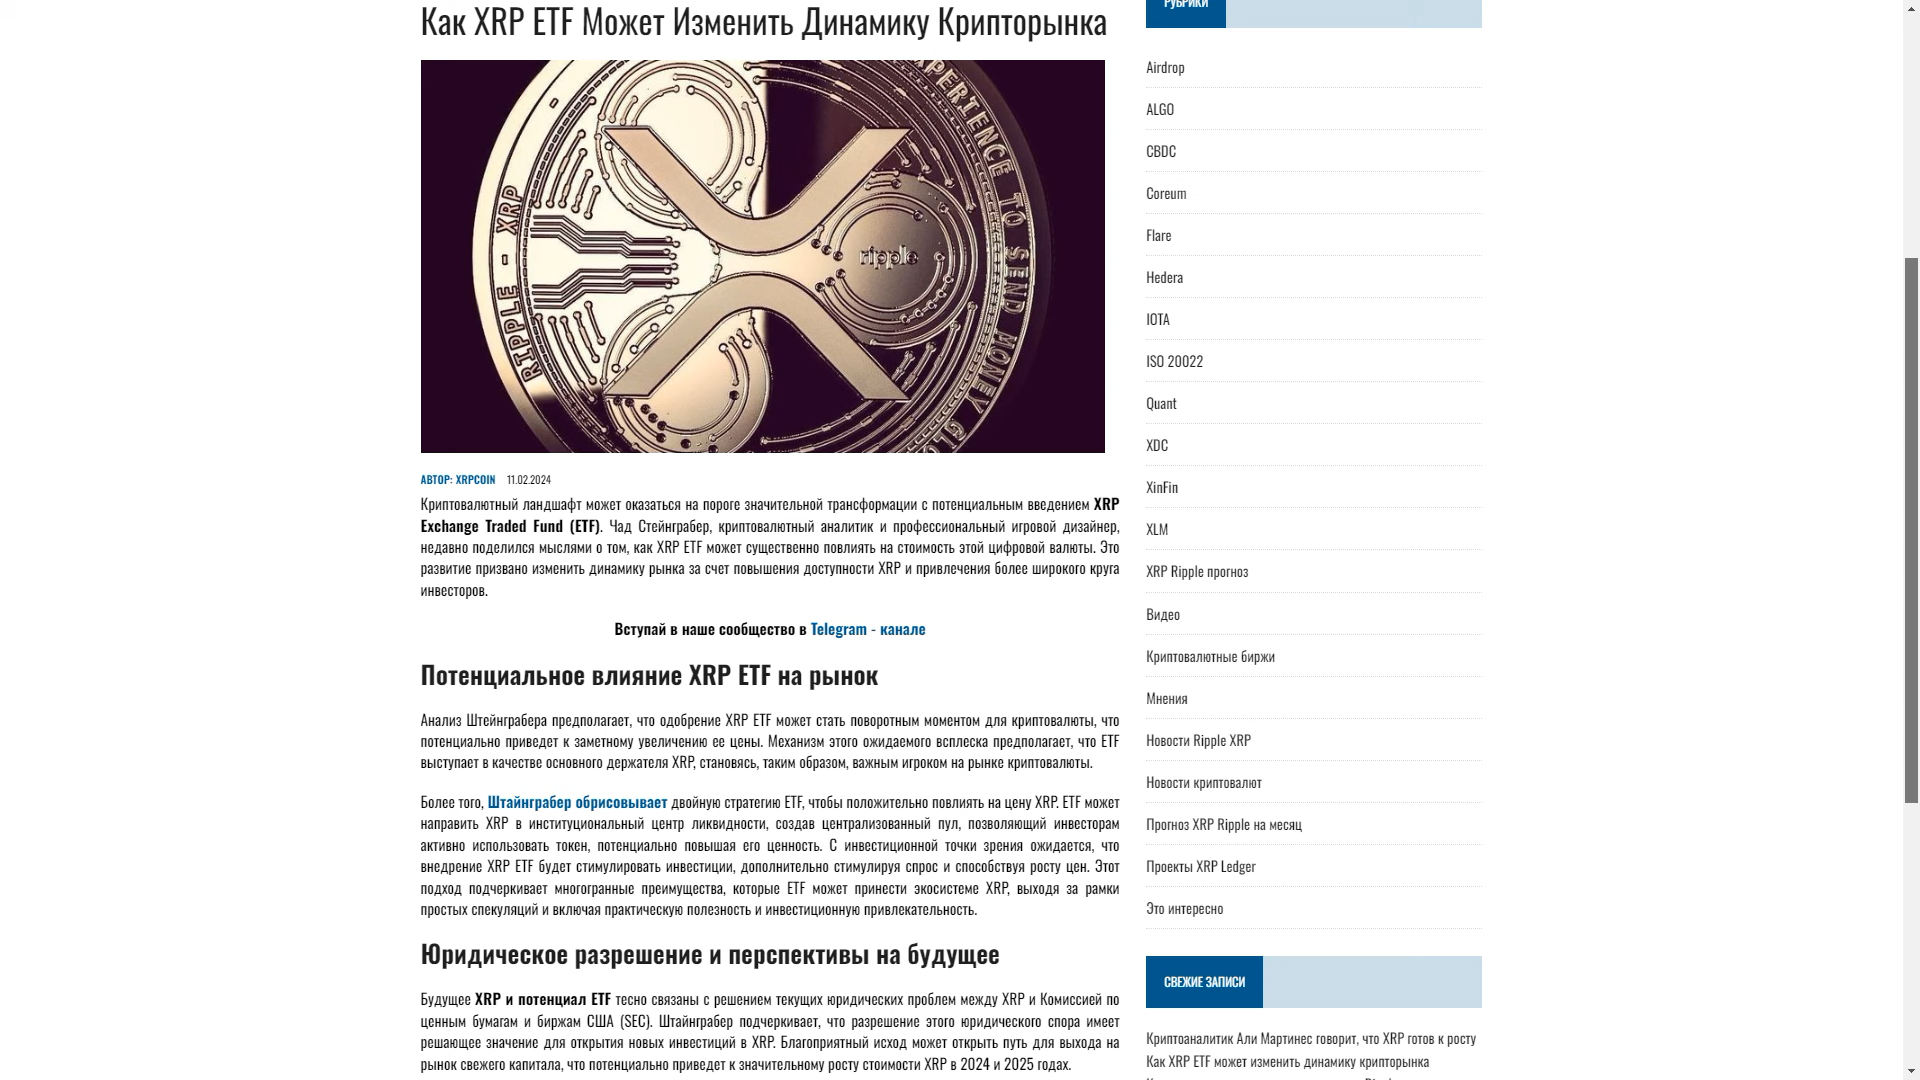 Как XRP ETF Может Изменить Динамику Крипторынка
RIPPLE - XRP
EXPERIENCE TO SEND MONEY
ripple
АВТОР: XRPCOIN 11.02.2024
Криптовалютный ландшафт может оказаться на пороге значительной трансформации с потенциальным введением XRP
Exchange Traded Fund (ETF). Чад Стейнграбер, криптовалютный аналитик и профессиональный игровой дизайнер,
недавно поделился мыслями о том, как XRP ETF может существенно повлиять на стоимость этой цифровой валюты. Это
развитие призвано изменить динамику рынка за счет повышения доступности XRP и привлечения более широкого круга
инвесторов.
Вступай в наше сообщество в Telegram - канале
Потенциальное влияние XRP ETF на рынок
Анализ Штейнграбера предполагает, что одобрение XRP ETF может стать поворотным моментом для криптовалюты, что
потенциально приведет к заметному увеличению ее цены. Механизм этого ожидаемого всплеска предполагает, что ETF
выступает в качестве основного держателя XRP, становясь, таким образом, важным игроком на рынке криптовалюты.
Более того, Штайнграбер обрисовывает двойную стратегию ETF, чтобы положительно повлиять на цену XRP. ETF может
направить XRP в институциональный центр ликвидности, создав централизованный пул, позволяющий инвесторам
активно использовать токен, потенциально повышая его ценность. С инвестиционной точки зрения ожидается, что
внедрение XRP ETF будет стимулировать инвестиции, дополнительно стимулируя спрос и способствуя росту цен. Этот
подход подчеркивает многогранные преимущества, которые ETF может принести экосистеме XRP, выходя за рамки
простых спекуляций и включая практическую полезность и инвестиционную привлекательность.
Юридическое разрешение и перспективы на будущее
Будущее XRP и потенциал ETF тесно связаны с решением текущих юридических проблем между XRP и Комиссией по
ценным бумагам и биржам США (SEC). Штайнграбер подчеркивает, что разрешение этого юридического спора имеет
решающее значение для открытия новых инвестиций в XRP. Благоприятный исход может открыть путь для выхода на
рынок свежего капитала, что потенциально приведет к значительному росту стоимости XRP в 2024 и 2025 годах.
РУБРИКИ
Airdrop
ALGO
CBDC
Coreum
Flare
Hedera
IOTA
ISO 20022
Quant
XDC
XinFin
XLM
XRP Ripple прогноз
Видео
Криптовалютные биржи
Мнения
Новости Ripple XRP
Новости криптовалют
Прогноз XRP Ripple на месяц
Проекты XRP Ledger
Это интересно
СВЕЖИЕ ЗАПИСИ
Криптоаналитик Али Мартинес говорит, что XRP готов к росту
Как XRP ETF может изменить динамику крипторынка